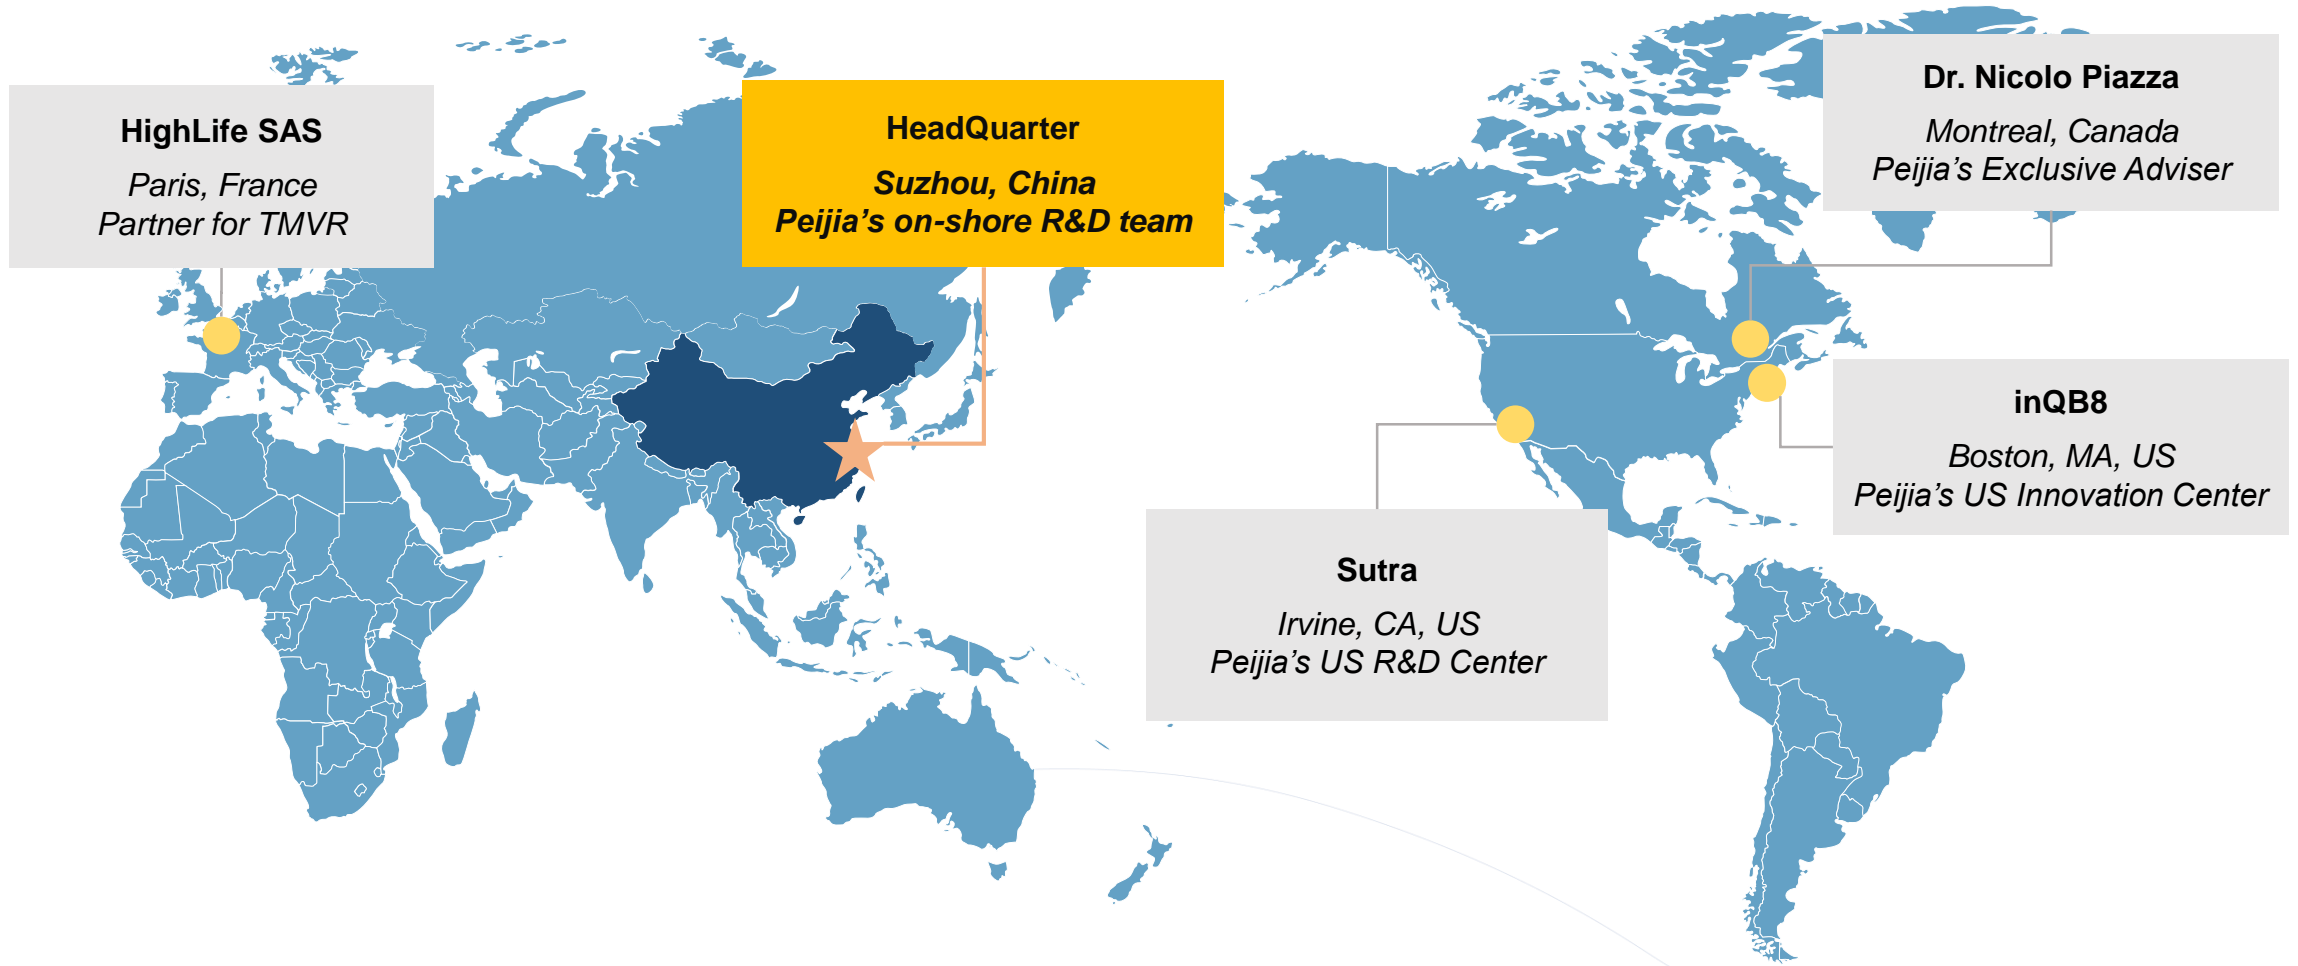 HighLife SAS
Paris, France
Partner for TMVR
HeadQuarter
Suzhou, China
Peijia’s on-shore R&D team
Dr. Nicolo Piazza
Montreal, Canada
Peijia’s Exclusive Adviser
inQB8
Boston, MA, US
Peijia’s US Innovation Center
Sutra
Irvine, CA, US
Peijia’s US R&D Center